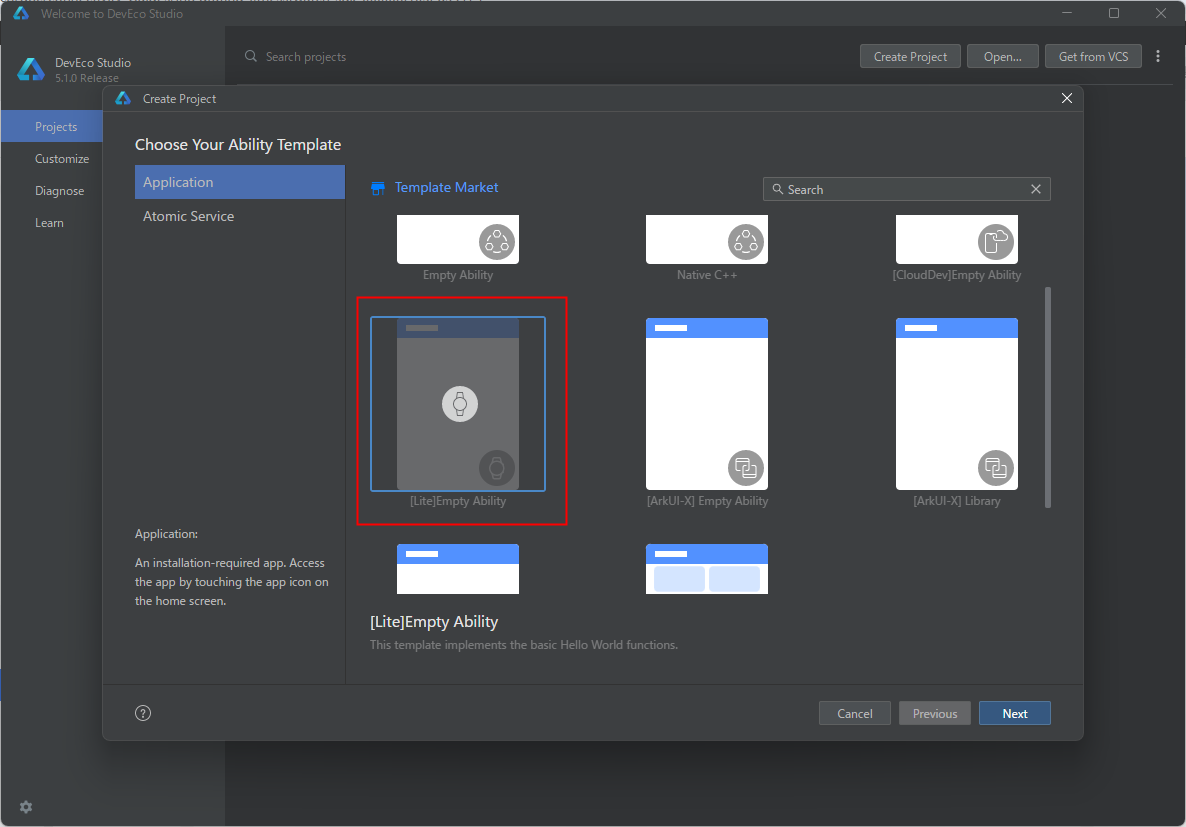 Welcome to DevEco Studio
DevEco Studio
5.1.0 Release
Search projects
Create Project
Open...
Get from VCS
Projects
Customize
Diagnose
Learn
Create Project
Choose Your Ability Template
Application
Atomic Service
Template Market
Search
Empty Ability
Native C++
[CloudDev]Empty Ability
[Lite]Empty Ability
[ArkUI-X] Empty Ability
[ArkUI-X] Library
Application:
An installation-required app. Access
the app by touching the app icon on
the home screen.
[Lite]Empty Ability
This template implements the basic Hello World functions.
?
Cancel
Previous
Next